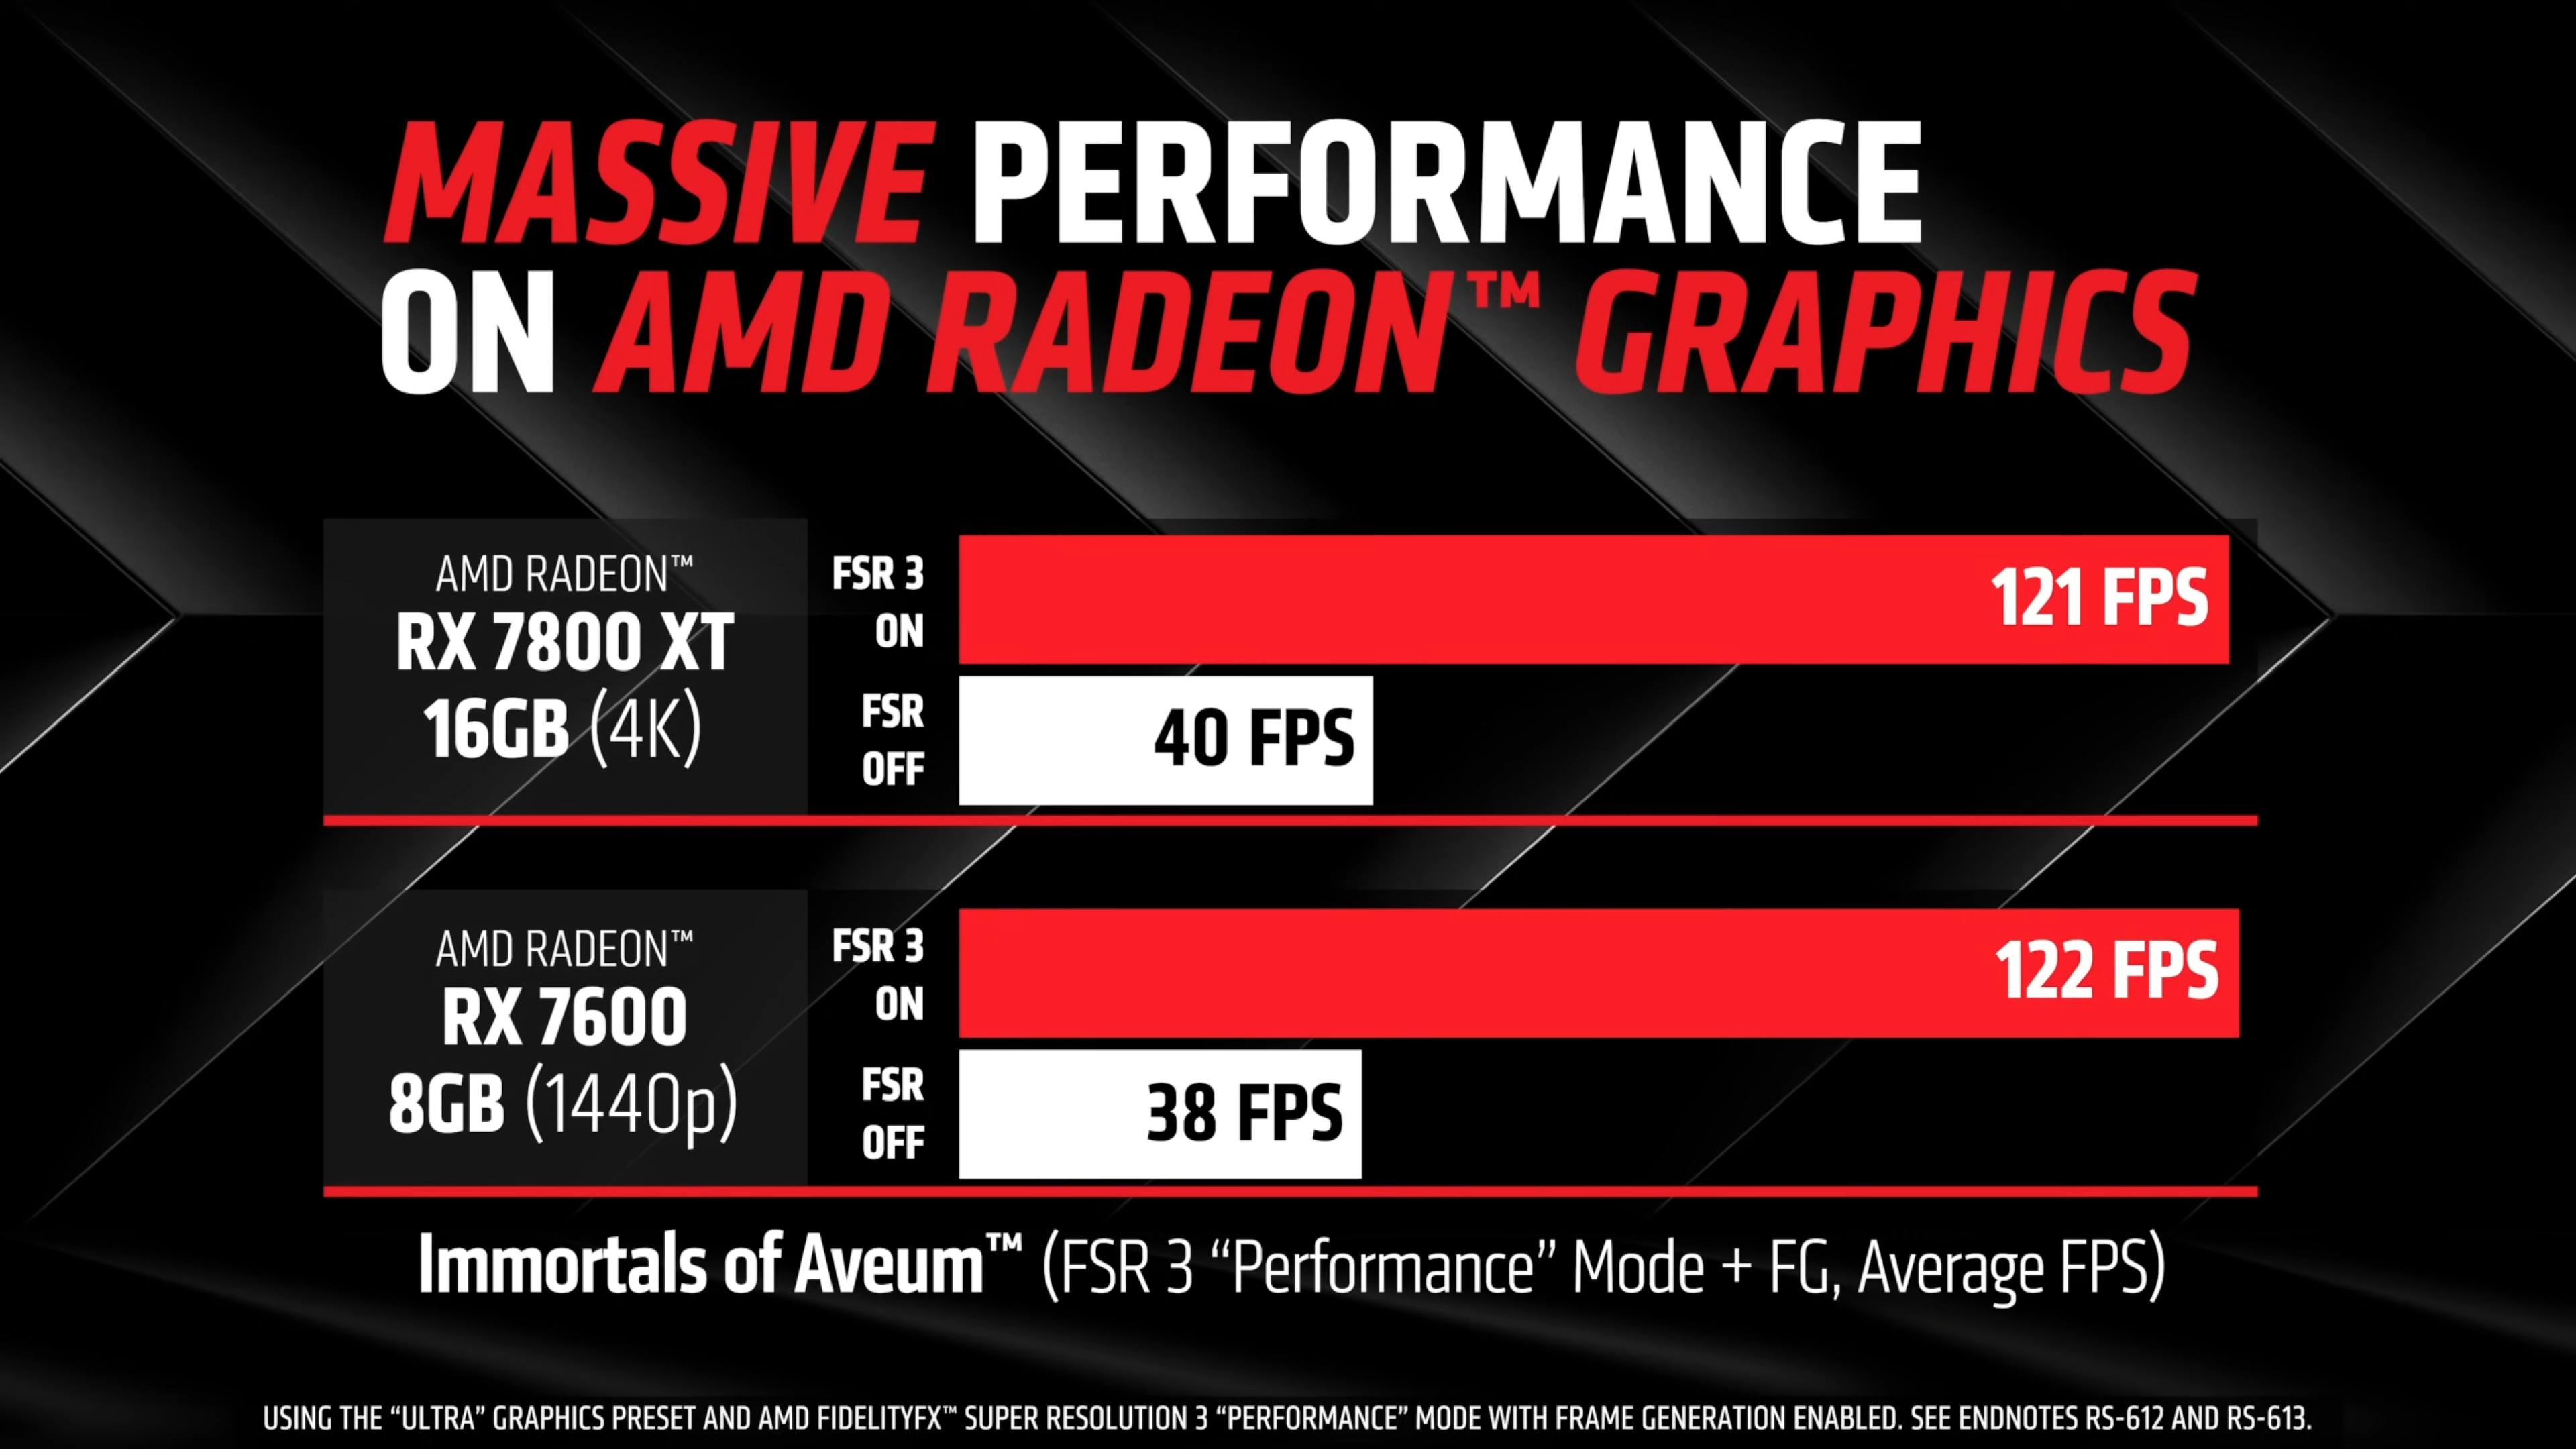 MASSIVE PERFORMANCE
ON AMD RADEON™ GRAPHICS
AMD RADEON™
RX 7800 XT
16GB (4K)
FSR 3
ON
121 FPS
FSR
OFF
40 FPS
AMD RADEON™
RX 7600
8GB (1440p)
FSR 3
ON
122 FPS
FSR
OFF
38 FPS
Immortals of Aveum™ (FSR 3 “Performance” Mode + FG, Average FPS)
USING THE “ULTRA” GRAPHICS PRESET AND AMD FIDELITYFX™ SUPER RESOLUTION 3 “PERFORMANCE” MODE WITH FRAME GENERATION ENABLED. SEE ENDNOTES RS-612 AND RS-613.